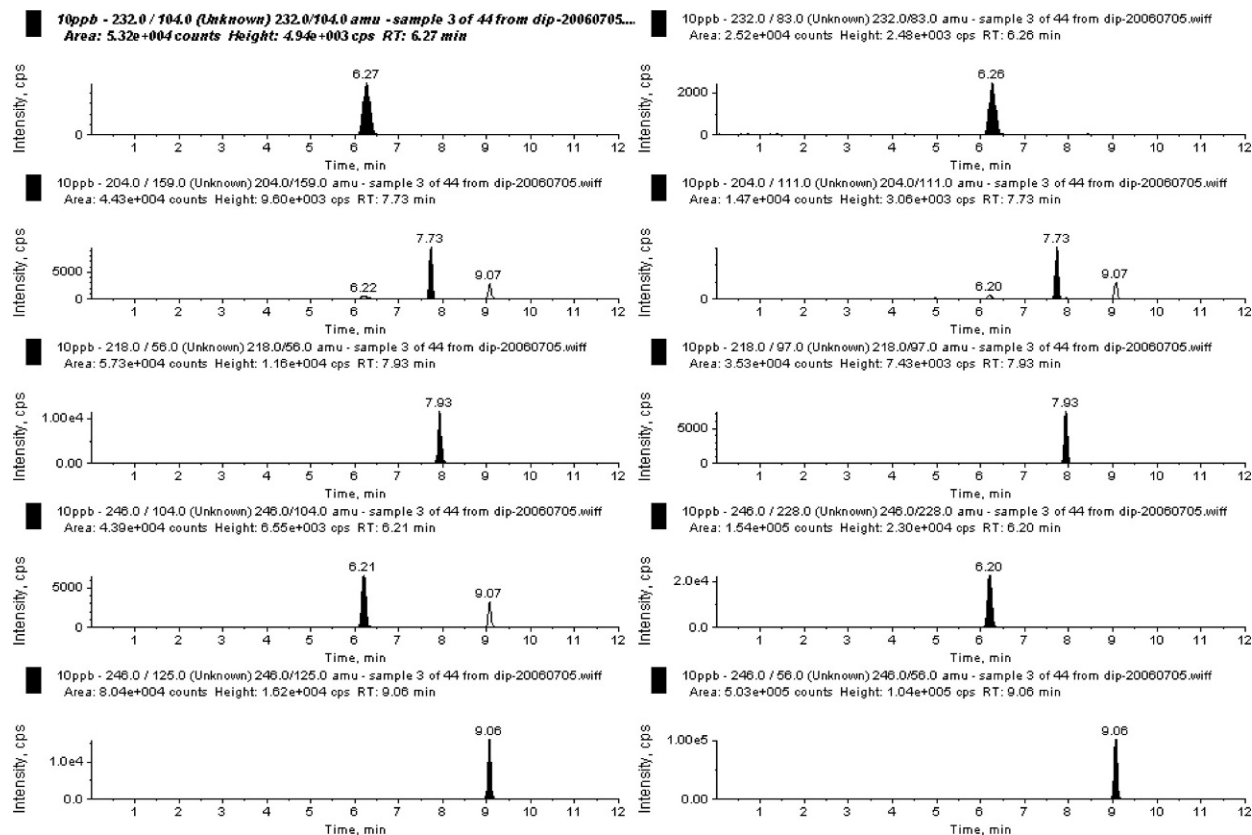 10ppb - 232.0 / 104.0 (Unknown) 232.0/104.0 amu - sample 3 of 44 from dip-20060705....
Area: 5.32e+004 counts Height: 4.94e+003 cps RT: 6.27 min
Intensity, cps
6.27
0
1 2 3 4 5 6 7 8 9 10 11 12
Time, min
10ppb - 232.0 / 83.0 (Unknown) 232.0/83.0 amu - sample 3 of 44 from dip-20060705.wiff
Area: 2.52e+004 counts Height: 2.48e+003 cps RT: 6.26 min
Intensity, cps
6.26
2000
0
1 2 3 4 5 6 7 8 9 10 11 12
Time, min
10ppb - 204.0 / 159.0 (Unknown) 204.0/159.0 amu - sample 3 of 44 from dip-20060705.wiff
Area: 4.43e+004 counts Height: 9.60e+003 cps RT: 7.73 min
Intensity, cps
7.73
5000
9.07
6.22
0
1 2 3 4 5 6 7 8 9 10 11 12
Time, min
10ppb - 204.0 / 111.0 (Unknown) 204.0/111.0 amu - sample 3 of 44 from dip-20060705.wiff
Area: 1.47e+004 counts Height: 3.06e+003 cps RT: 7.73 min
Intensity, cps
7.73
9.07
6.20
0
1 2 3 4 5 6 7 8 9 10 11 12
Time, min
10ppb - 218.0 / 56.0 (Unknown) 218.0/56.0 amu - sample 3 of 44 from dip-20060705.wiff
Area: 5.73e+004 counts Height: 1.16e+004 cps RT: 7.93 min
Intensity, cps
7.93
1.00e4
0.00
1 2 3 4 5 6 7 8 9 10 11 12
Time, min
10ppb - 218.0 / 97.0 (Unknown) 218.0/97.0 amu - sample 3 of 44 from dip-20060705.wiff
Area: 3.53e+004 counts Height: 7.43e+003 cps RT: 7.93 min
Intensity, cps
7.93
5000
0
1 2 3 4 5 6 7 8 9 10 11 12
Time, min
10ppb - 246.0 / 104.0 (Unknown) 246.0/104.0 amu - sample 3 of 44 from dip-20060705.wiff
Area: 4.39e+004 counts Height: 6.55e+003 cps RT: 6.21 min
Intensity, cps
6.21
5000
9.07
0
1 2 3 4 5 6 7 8 9 10 11 12
Time, min
10ppb - 246.0 / 228.0 (Unknown) 246.0/228.0 amu - sample 3 of 44 from dip-20060705.wiff
Area: 1.54e+005 counts Height: 2.30e+004 cps RT: 6.20 min
Intensity, cps
6.20
2.0e4
0.0
1 2 3 4 5 6 7 8 9 10 11 12
Time, min
10ppb - 246.0 / 125.0 (Unknown) 246.0/125.0 amu - sample 3 of 44 from dip-20060705.wiff
Area: 8.04e+004 counts Height: 1.62e+004 cps RT: 9.06 min
Intensity, cps
9.06
1.0e4
0.0
1 2 3 4 5 6 7 8 9 10 11 12
Time, min
10ppb - 246.0 / 56.0 (Unknown) 246.0/56.0 amu - sample 3 of 44 from dip-20060705.wiff
Area: 5.03e+005 counts Height: 1.04e+005 cps RT: 9.06 min
Intensity, cps
9.06
1.00e5
0.00
1 2 3 4 5 6 7 8 9 10 11 12
Time, min